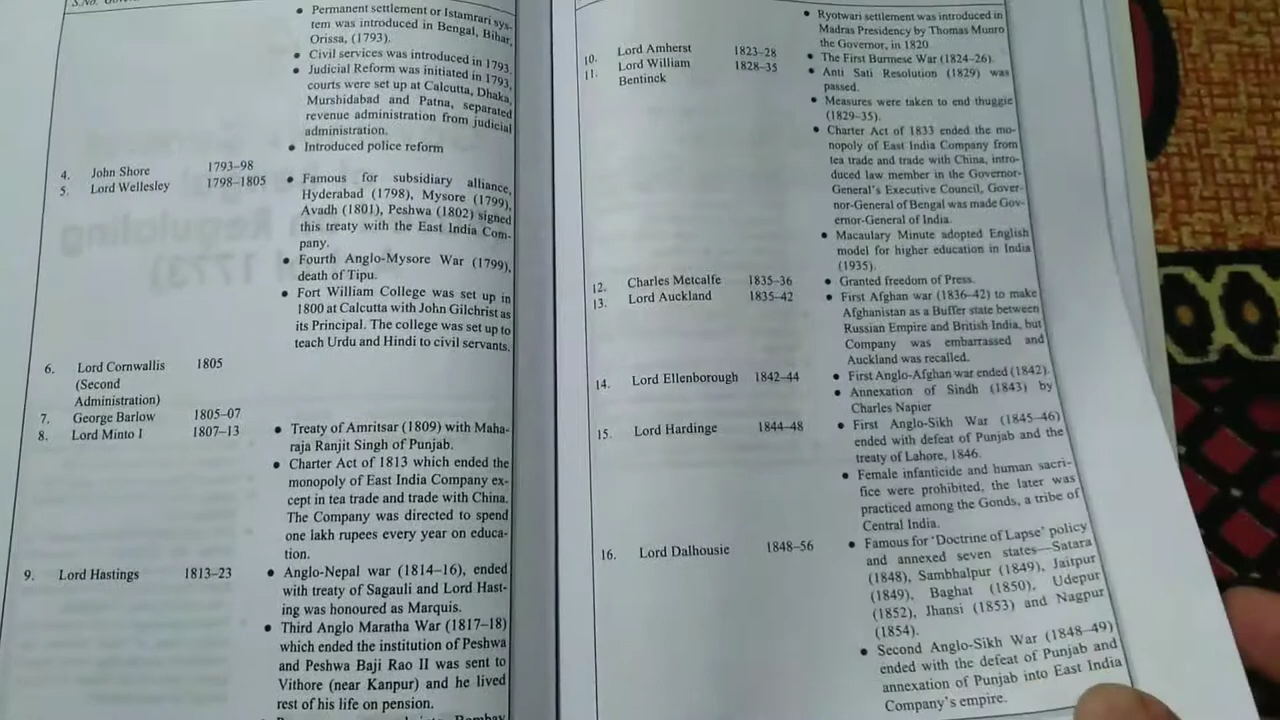 S.No.
• Permanent settlement or Istamrari sys-
tem was introduced in Bengal, Bihar,
Orissa, (1793).
• Civil services was introduced in 1793.
• Judicial Reform was initiated in 1793,
courts were set up at Calcutta, Dhaka,
Murshidabad and Patna, separated
revenue administration from judicial
administration.
• Introduced police reform
4. John Shore 1793–98
5. Lord Wellesley 1798–1805 • Famous for subsidiary alliance,
Hyderabad (1798), Mysore (1799),
Avadh (1801), Peshwa (1802) signed
this treaty with the East India Com-
pany.
• Fourth Anglo-Mysore War (1799),
death of Tipu.
• Fort William College was set up in
1800 at Calcutta with John Gilchrist as
its Principal. The college was set up to
teach Urdu and Hindi to civil servants.
6. Lord Cornwallis 1805
(Second
Administration)
7. George Barlow 1805–07
8. Lord Minto I 1807–13 • Treaty of Amritsar (1809) with Maha-
raja Ranjit Singh of Punjab.
• Charter Act of 1813 which ended the
monopoly of East India Company ex-
cept in tea trade and trade with China.
The Company was directed to spend
one lakh rupees every year on educa-
tion.
9. Lord Hastings 1813–23 • Anglo-Nepal war (1814–16), ended
with treaty of Sagauli and Lord Hast-
ing was honoured as Marquis.
• Third Anglo Maratha War (1817–18)
which ended the institution of Peshwa
and Peshwa Baji Rao II was sent to
Vithore (near Kanpur) and he lived
rest of his life on pension.
• Ryotwari settlement was introduced in
Madras Presidency by Thomas Munro
the Governor, in 1820.
10. Lord Amherst 1823–28 • The First Burmese War (1824–26).
11. Lord William 1828–35 • Anti Sati Resolution (1829) was
Bentinck passed.
• Measures were taken to end thuggie
(1829–35).
• Charter Act of 1833 ended the mo-
nopoly of East India Company from
tea trade and trade with China, intro-
duced law member in the Governor-
General's Executive Council, Gover-
nor-General of Bengal was made Gov-
ernor-General of India.
• Macaulary Minute adopted English
model for higher education in India
(1935).
12. Charles Metcalfe 1835–36 • Granted freedom of Press.
13. Lord Auckland 1835–42 • First Afghan war (1836–42) to make
Afghanistan as a Buffer state between
Russian Empire and British India, but
Company was embarrassed and
Auckland was recalled.
14. Lord Ellenborough 1842–44 • First Anglo-Afghan war ended (1842).
• Annexation of Sindh (1843) by
Charles Napier
15. Lord Hardinge 1844–48 • First Anglo-Sikh War (1845–46)
ended with defeat of Punjab and the
treaty of Lahore, 1846.
• Female infanticide and human sacri-
fice were prohibited, the later was
practiced among the Gonds, a tribe of
Central India.
16. Lord Dalhousie 1848–56 • Famous for 'Doctrine of Lapse' policy
and annexed seven states—Satara
(1848), Sambhalpur (1849), Jaitpur
(1849), Baghat (1850), Udepur
(1852), Jhansi (1853) and Nagpur
(1854).
• Second Anglo-Sikh War (1848–49)
ended with the defeat of Punjab and
annexation of Punjab into East India
Company's empire.